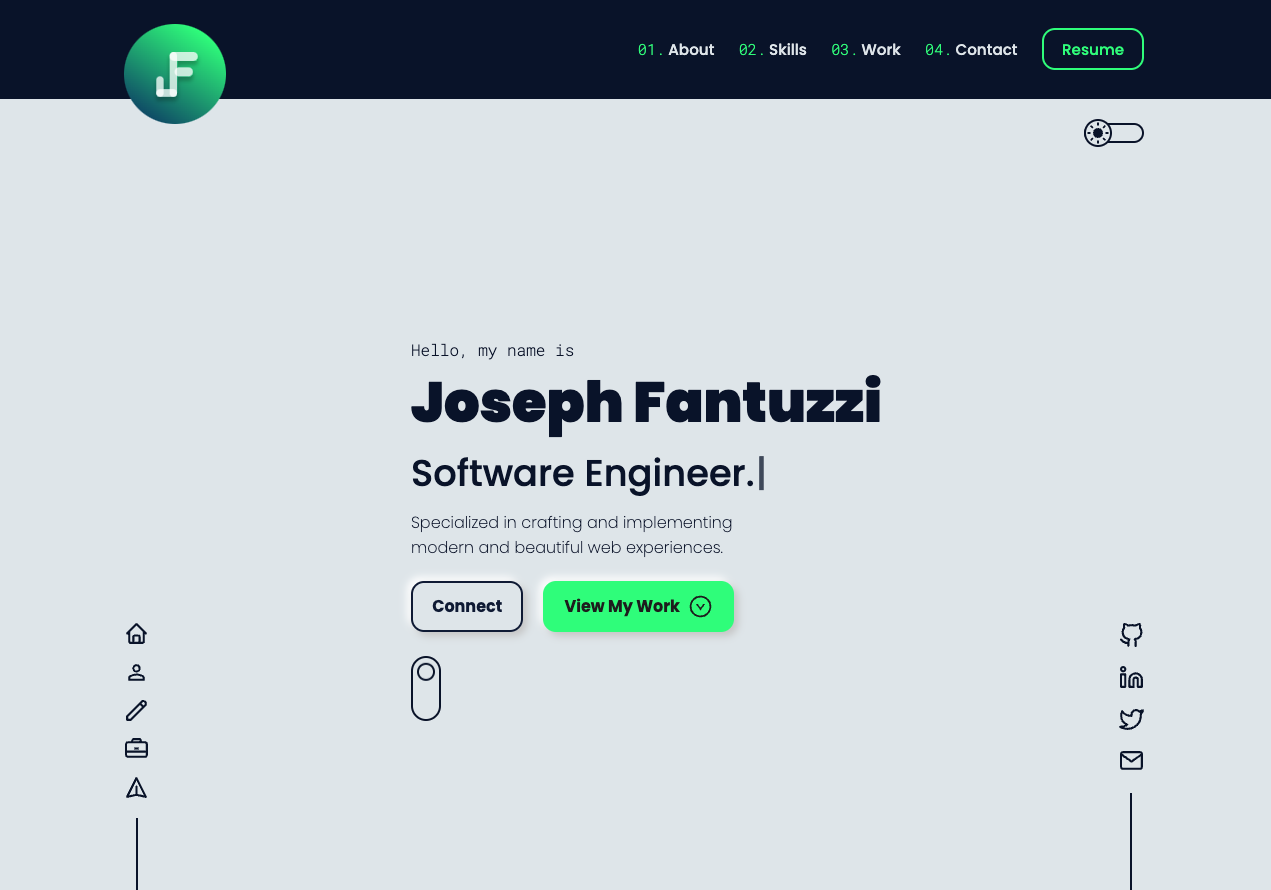 JF
01. About 02. Skills 03. Work 04. Contact Resume
Hello, my name is
Joseph Fantuzzi
Software Engineer.|
Specialized in crafting and implementing
modern and beautiful web experiences.
Connect View My Work